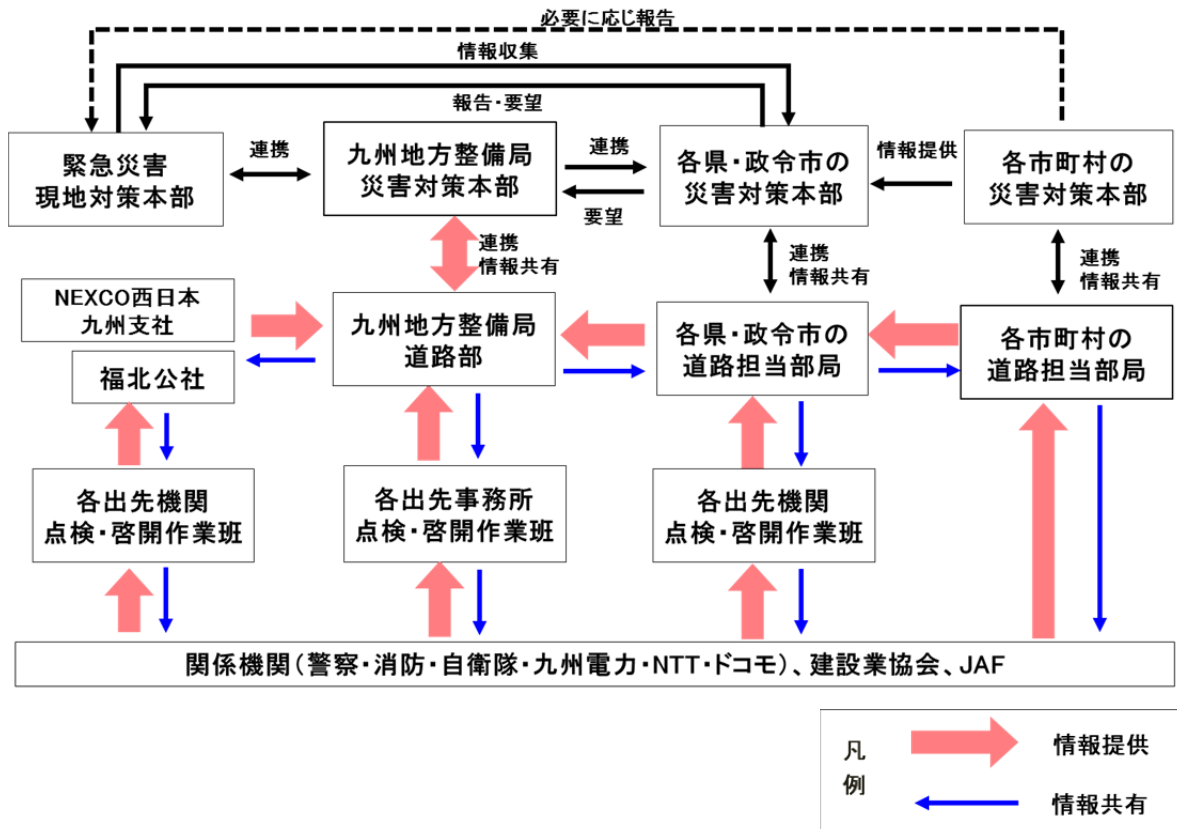 必要に応じ報告
情報収集
報告・要望
緊急災害
現地対策本部
連携
九州地方整備局
災害対策本部
連携
要望
各県・政令市の
災害対策本部
情報提供
各市町村の
災害対策本部
連携
情報共有
連携
情報共有
連携
情報共有
NEXCO西日本
九州支社
福北公社
九州地方整備局
道路部
各県・政令市の
道路担当部局
各市町村の
道路担当部局
各出先機関
点検・啓開作業班
各出先事務所
点検・啓開作業班
各出先機関
点検・啓開作業班
関係機関(警察・消防・自衛隊・九州電力・NTT・ドコモ)、建設業協会、JAF
凡
例
情報提供
情報共有